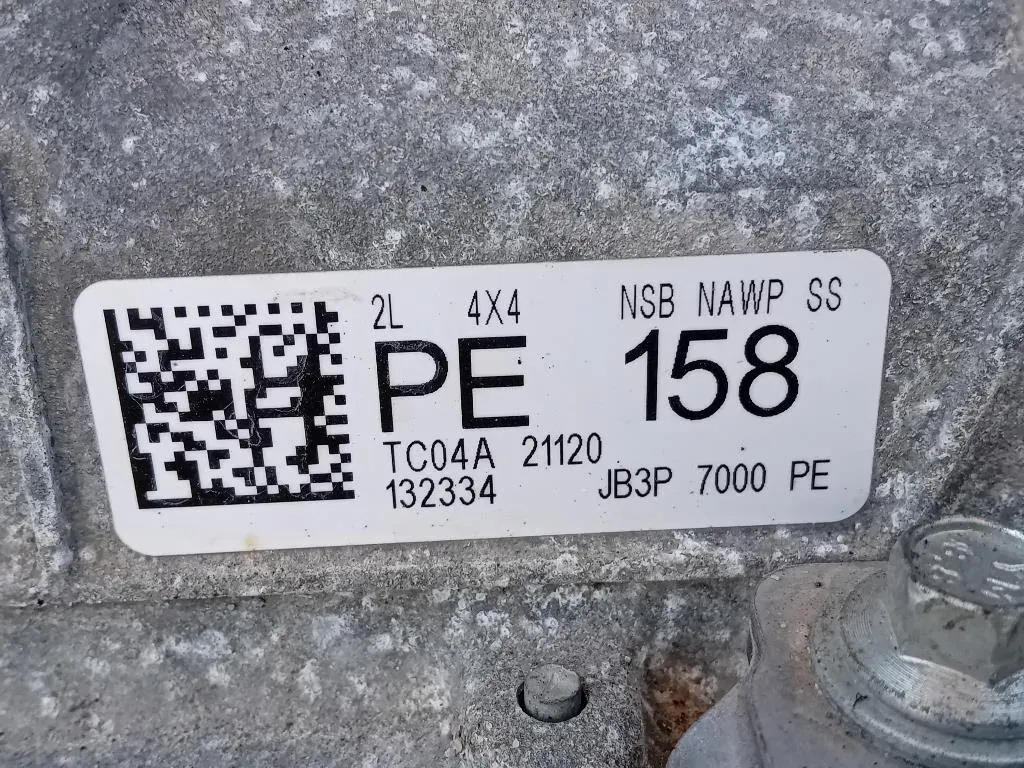 2L 4X4 NSB NAWP SS
PE 158
TC04A 21120
132334 JB3P 7000 PE